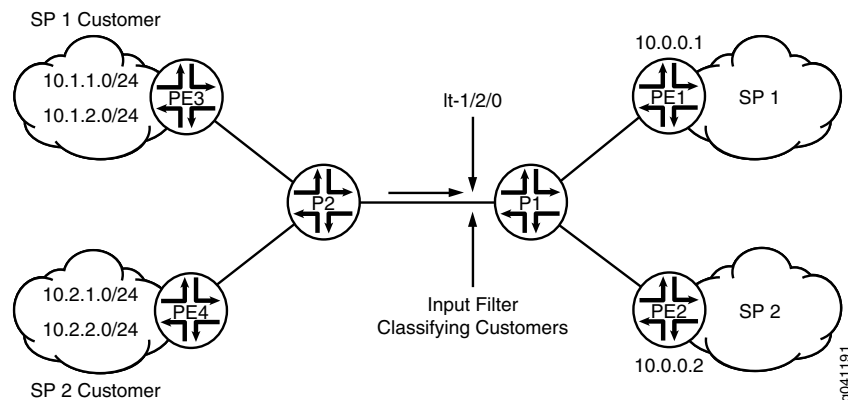 SP 1 Customer
10.1.1.0/24
10.1.2.0/24
PE3
10.0.0.1
PE1
SP 1
lt-1/2/0
P2
P1
10.2.1.0/24
10.2.2.0/24
PE4
SP 2 Customer
Input Filter
Classifying Customers
PE2
SP 2
10.0.0.2
g041191